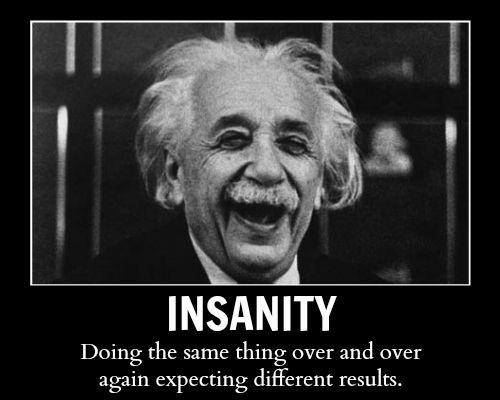 INSANITY
Doing the same thing over and over
again expecting different results.